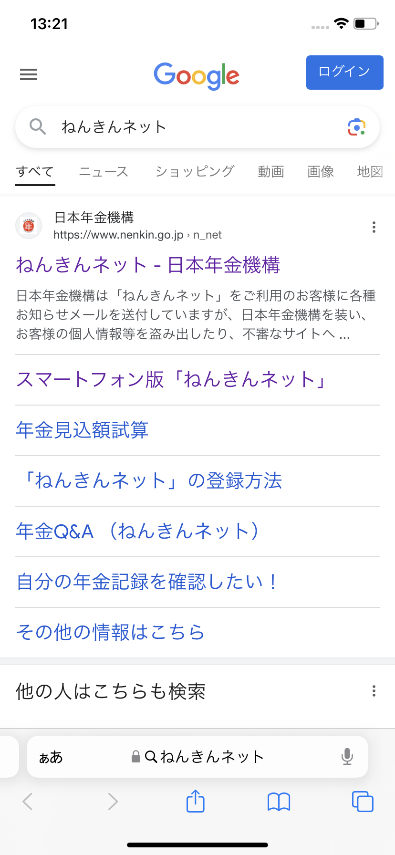 13:21
Google
ログイン
ねんきんネット
すべて ニュース ショッピング 動画 画像 地図
日本年金機構
https://www.nenkin.go.jp › n_net
ねんきんネット - 日本年金機構
日本年金機構は「ねんきんネット」をご利用のお客様に各種
お知らせメールを送付していますが、日本年金機構を装い、
お客様の個人情報等を盗み出したり、不審なサイトへ ...
スマートフォン版「ねんきんネット」
年金見込額試算
「ねんきんネット」の登録方法
年金Q&A （ねんきんネット）
自分の年金記録を確認したい！
その他の情報はこちら
他の人はこちらも検索
ぁあ ねんきんネット